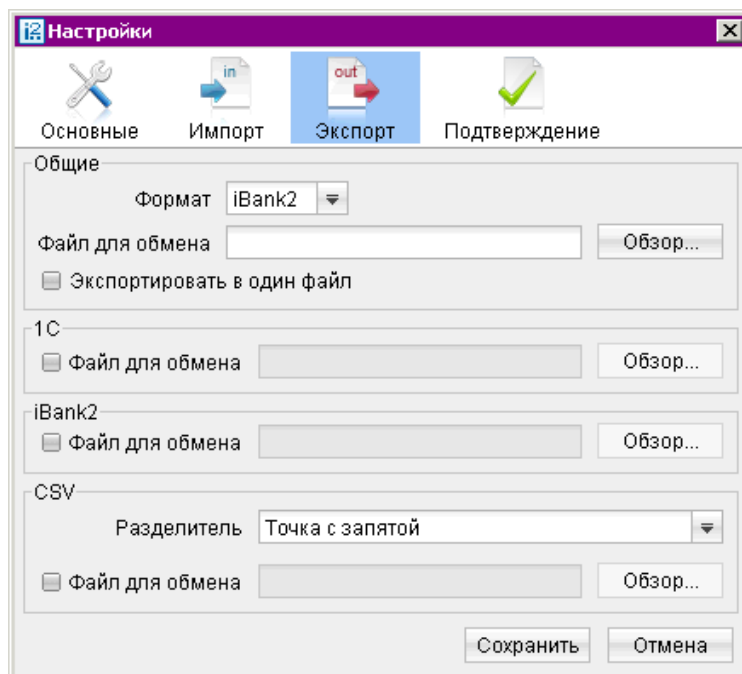 i2 Настройки
in out
Основные Импорт Экспорт Подтверждение
Общие
Формат iBank2
Файл для обмена Обзор...
Экспортировать в один файл
1С
Файл для обмена Обзор...
iBank2
Файл для обмена Обзор...
CSV
Разделитель Точка с запятой
Файл для обмена Обзор...
Сохранить Отмена